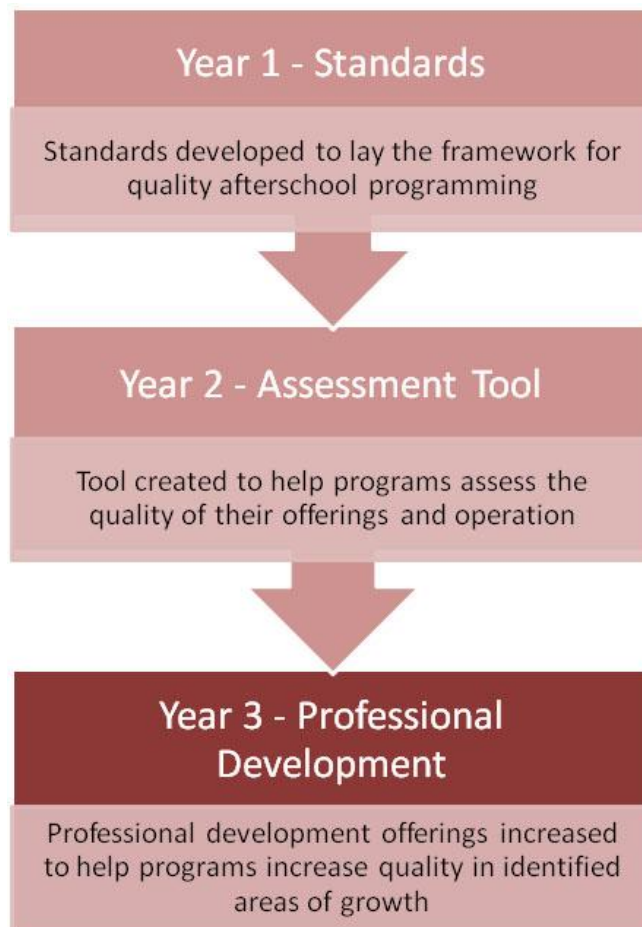 Year 1 - Standards
Standards developed to lay the framework for
quality afterschool programming
Year 2 - Assessment Tool
Tool created to help programs assess the
quality of their offerings and operation
Year 3 - Professional
Development
Professional development offerings increased
to help programs increase quality in identified
areas of growth